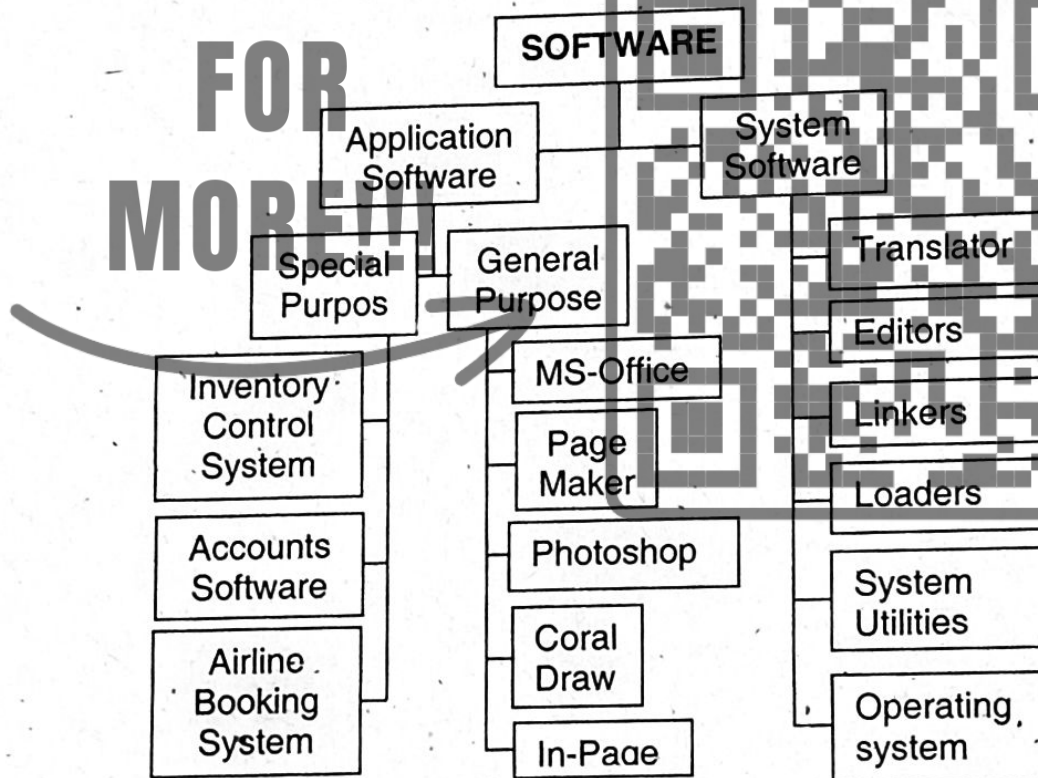 SOFTWARE
FOR
MORE!!!
Application
Software
System
Software
Special
Purpos
General
Purpose
Inventory
Control
System
Accounts
Software
Airline
Booking
System
MS-Office
Page
Maker
Photoshop
Coral
Draw
In-Page
Translator
Editors
Linkers
Loaders
System
Utilities
Operating
system